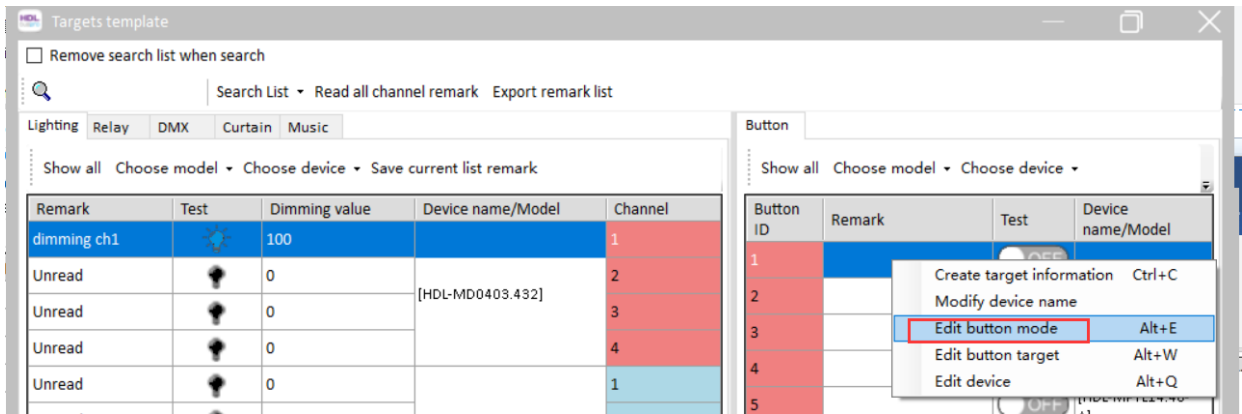 HDL Targets template
Remove search list when search
Search List Read all channel remark Export remark list
Lighting Relay DMX Curtain Music
Show all Choose model Choose device Save current list remark
Remark Test Dimming value Device name/Model Channel
dimming ch1 100 1
Unread 0 2
[HDL-MD0403.432]
Unread 0 3
Unread 0 4
Unread 0 1
Button
Show all Choose model Choose device
Button ID Remark Test Device name/Model
1 OFF
2
3
4
5 OFF
Create target information Ctrl+C
Modify device name
Edit button mode Alt+E
Edit button target Alt+W
Edit device Alt+Q